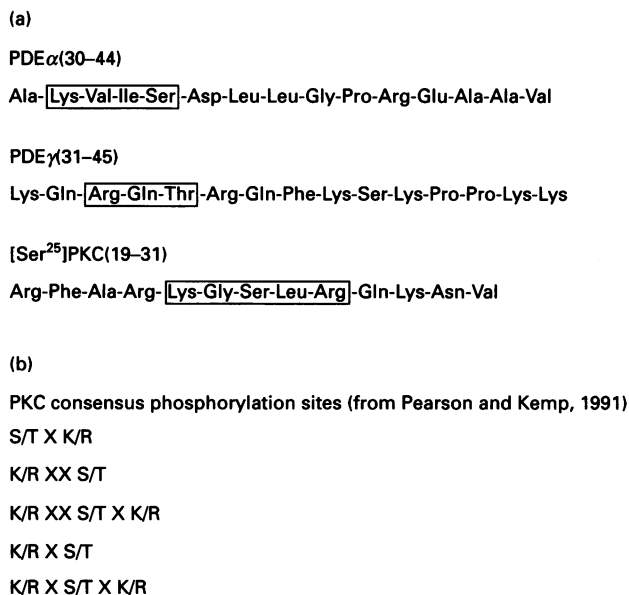 (a)
PDEα(30–44)
Ala-Lys-Val-Ile-Ser-Asp-Leu-Leu-Gly-Pro-Arg-Glu-Ala-Ala-Val
PDEγ(31–45)
Lys-Gln-Arg-Gln-Thr-Arg-Gln-Phe-Lys-Ser-Lys-Pro-Pro-Lys-Lys
[Ser²⁵]PKC(19–31)
Arg-Phe-Ala-Arg-Lys-Gly-Ser-Leu-Arg-Gln-Lys-Asn-Val
(b)
PKC consensus phosphorylation sites (from Pearson and Kemp, 1991)
S/T X K/R
K/R XX S/T
K/R XX S/T X K/R
K/R X S/T
K/R X S/T X K/R